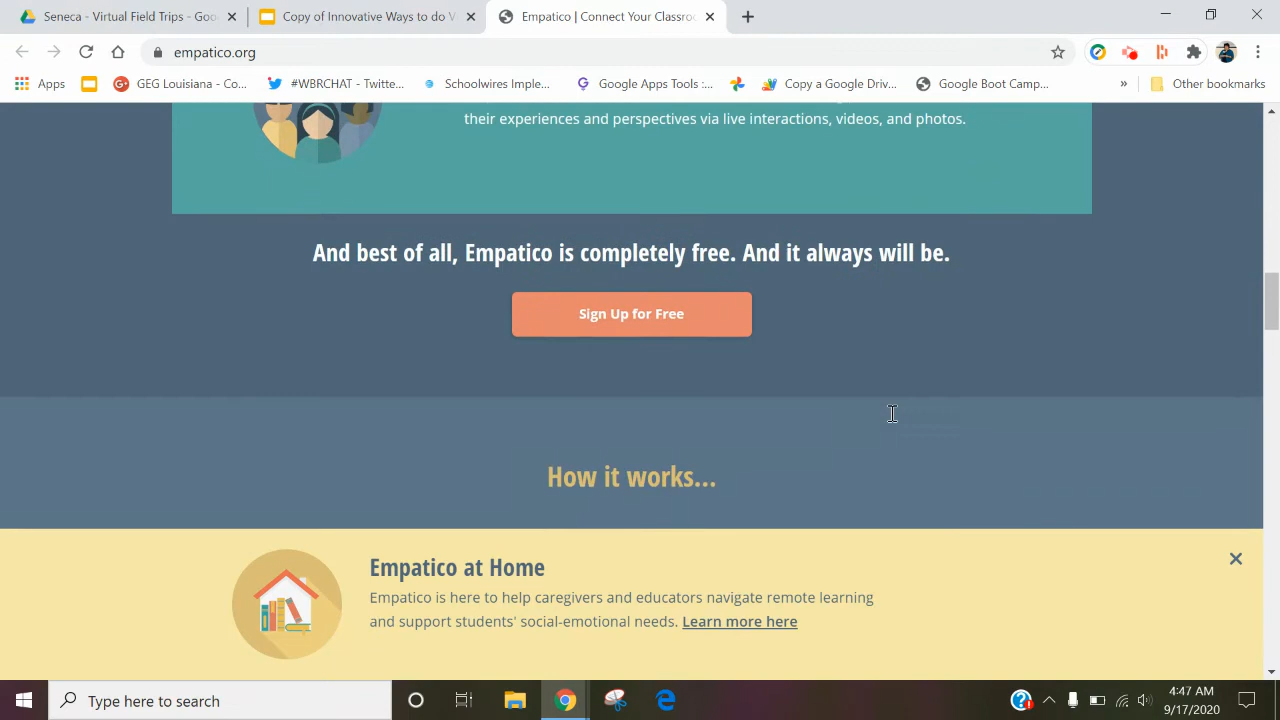 Seneca - Virtual Field Trips - Goo
Copy of Innovative Ways to do V
Empatico | Connect Your Classroo
empatico.org
Apps
GEG Louisiana - Co...
#WBRCHAT - Twitte...
Schoolwires Imple...
Google Apps Tools :...
Copy a Google Driv...
Google Boot Camp...
»
Other bookmarks
their experiences and perspectives via live interactions, videos, and photos.
And best of all, Empatico is completely free. And it always will be.
Sign Up for Free
How it works...
Empatico at Home
Empatico is here to help caregivers and educators navigate remote learning
and support students' social-emotional needs. Learn more here
Type here to search
4:47 AM
9/17/2020